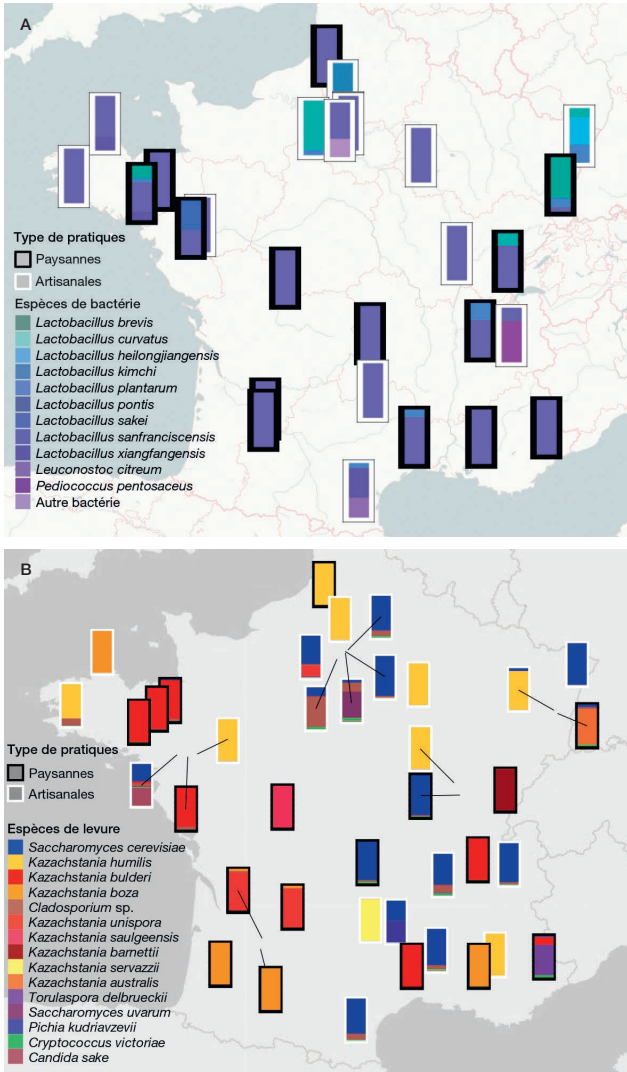 A
Type de pratiques
Paysannes
Artisanales
Espèces de bactérie
Lactobacillus brevis
Lactobacillus curvatus
Lactobacillus heilongjiangensis
Lactobacillus kimchi
Lactobacillus plantarum
Lactobacillus pontis
Lactobacillus sakei
Lactobacillus sanfranciscensis
Lactobacillus xiangfangensis
Leuconostoc citreum
Pediococcus pentosaceus
Autre bactérie
B
Type de pratiques
Paysannes
Artisanales
Espèces de levure
Saccharomyces cerevisiae
Kazachstania humilis
Kazachstania bulderi
Kazachstania boza
Cladosporium sp.
Kazachstania unispora
Kazachstania saulgeensis
Kazachstania barnettii
Kazachstania servazzii
Kazachstania australis
Torulaspora delbrueckii
Saccharomyces uvarum
Pichia kudriavzevii
Cryptococcus victoriae
Candida sake